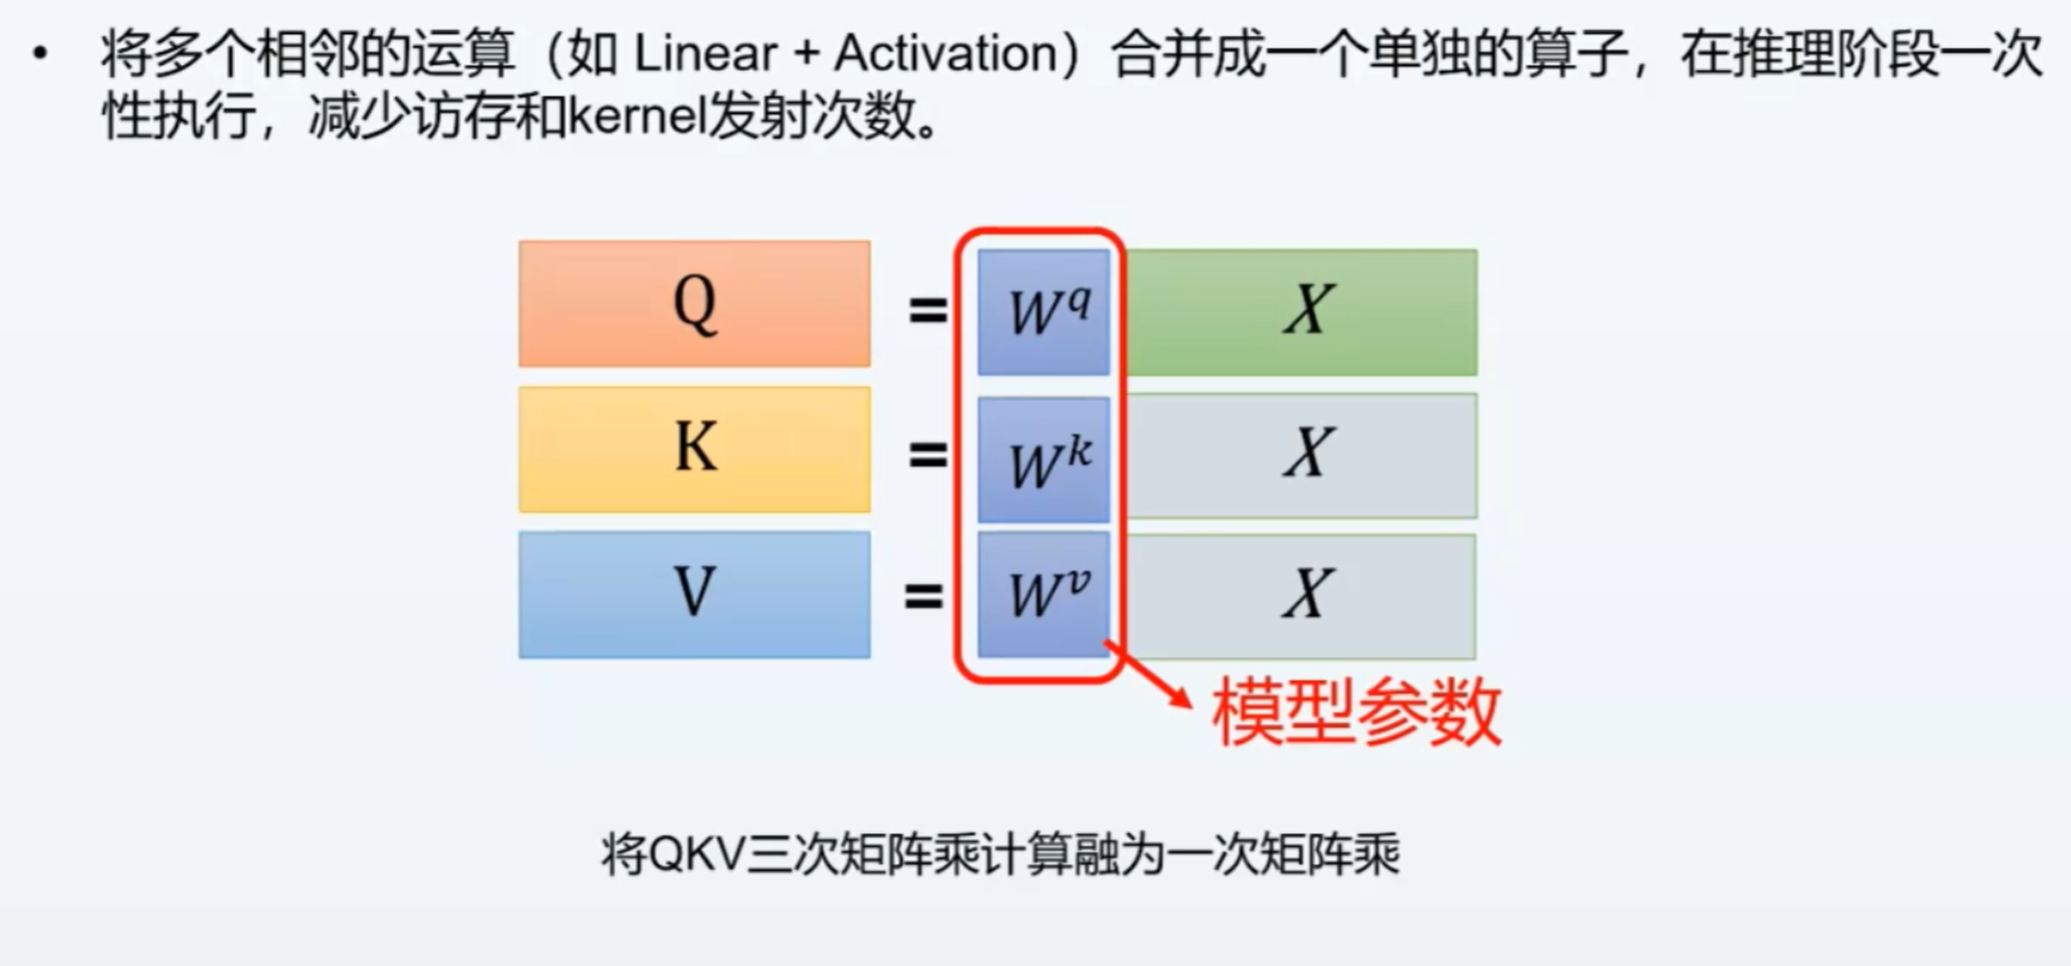 • 将多个相邻的运算（如 Linear + Activation）合并成一个单独的算子，在推理阶段一次
性执行，减少访存和kernel发射次数。
Q = W^q X
K = W^k X
V = W^v X
模型参数
将QKV三次矩阵乘计算融为一次矩阵乘